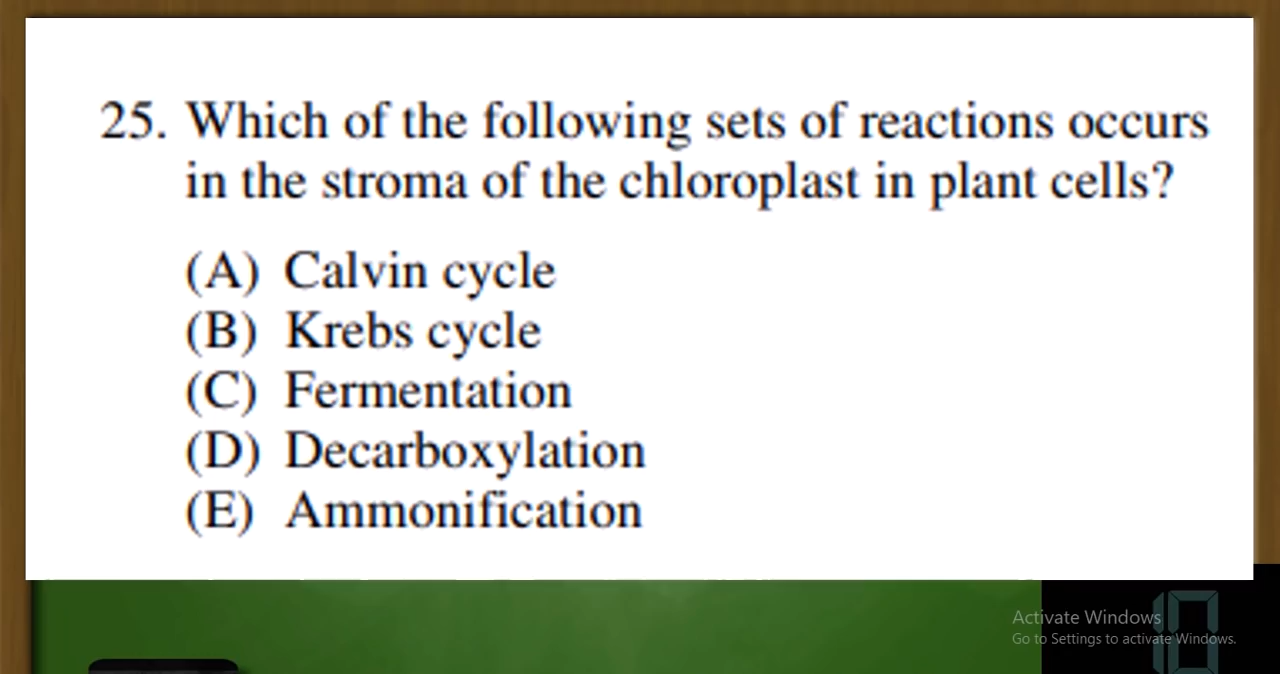 25. Which of the following sets of reactions occurs
in the stroma of the chloroplast in plant cells?
(A) Calvin cycle
(B) Krebs cycle
(C) Fermentation
(D) Decarboxylation
(E) Ammonification
Activate Windows
Go to Settings to activate Windows.
10